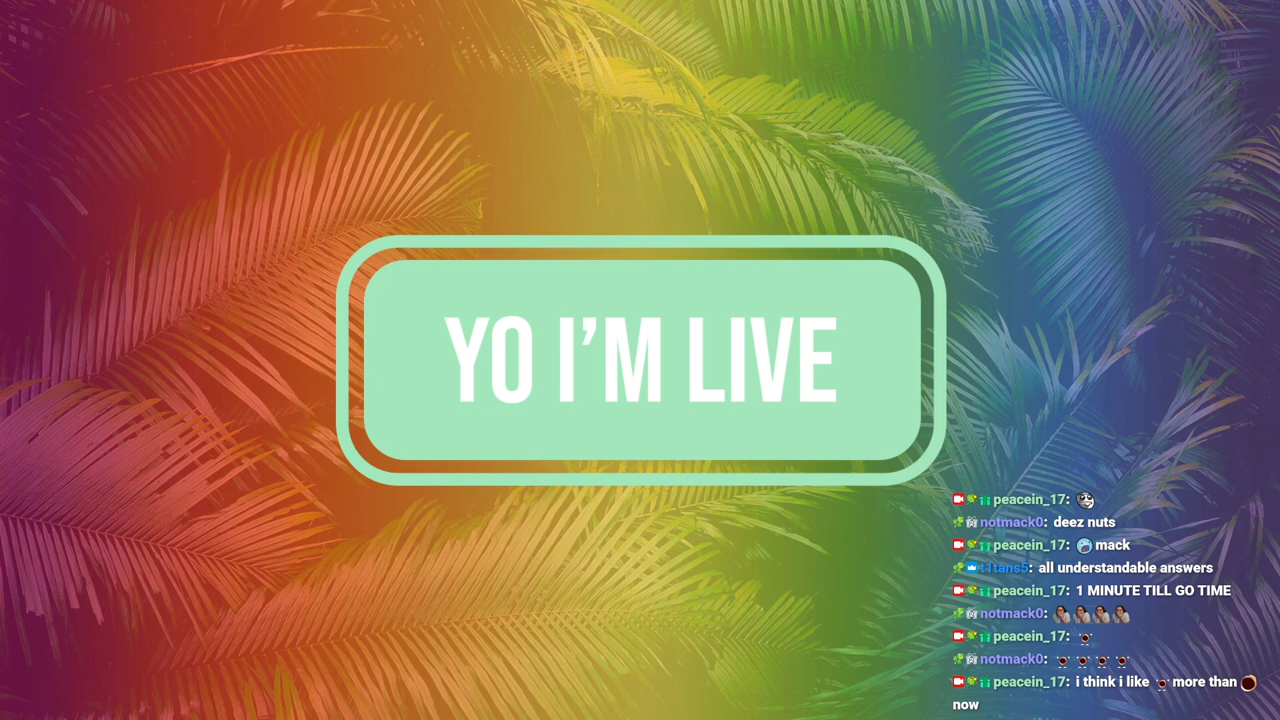 YO I’M LIVE
peacein_17:
notmack0: deez nuts
peacein_17: mack
t1tans5: all understandable answers
peacein_17: 1 MINUTE TILL GO TIME
notmack0:
peacein_17:
notmack0:
peacein_17: i think i like more than
now